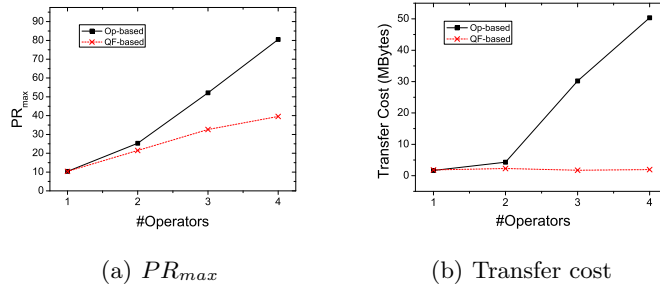 Op-based
QF-based
90
80
70
60
50
40
30
20
10
0
PR_max
1 2 3 4
#Operators
(a) PR_max
Op-based
QF-based
50
40
30
20
10
0
Transfer Cost (MBytes)
1 2 3 4
#Operators
(b) Transfer cost